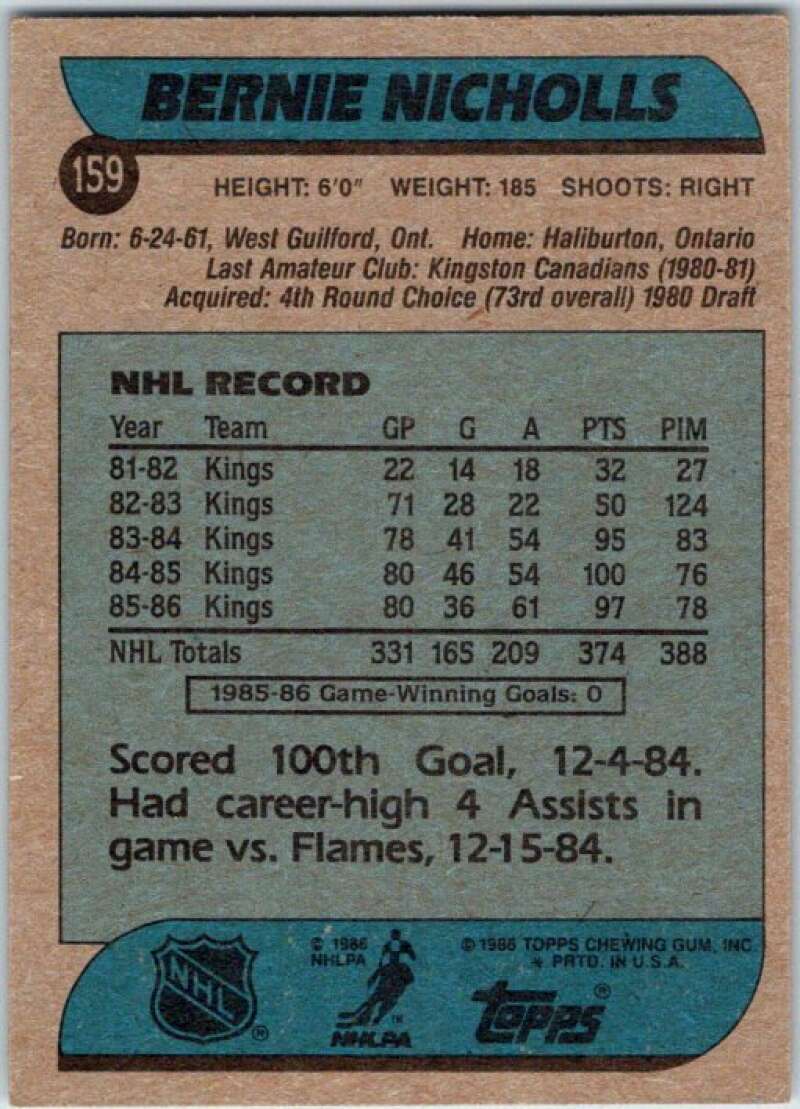 BERNIE NICHOLLS
159
HEIGHT: 6'0" WEIGHT: 185 SHOOTS: RIGHT
Born: 6-24-61, West Guilford, Ont. Home: Haliburton, Ontario
Last Amateur Club: Kingston Canadians (1980-81)
Acquired: 4th Round Choice (73rd overall) 1980 Draft
NHL RECORD
Year Team GP G A PTS PIM
81-82 Kings 22 14 18 32 27
82-83 Kings 71 28 22 50 124
83-84 Kings 78 41 54 95 83
84-85 Kings 80 46 54 100 76
85-86 Kings 80 36 61 97 78
NHL Totals 331 165 209 374 388
1985-86 Game-Winning Goals: 0
Scored 100th Goal, 12-4-84.
Had career-high 4 Assists in
game vs. Flames, 12-15-84.
NHL ®
© 1986
NHLPA
NHLPA ™
© 1986 TOPPS CHEWING GUM, INC.
* PRTD. IN U.S.A.
topps ®